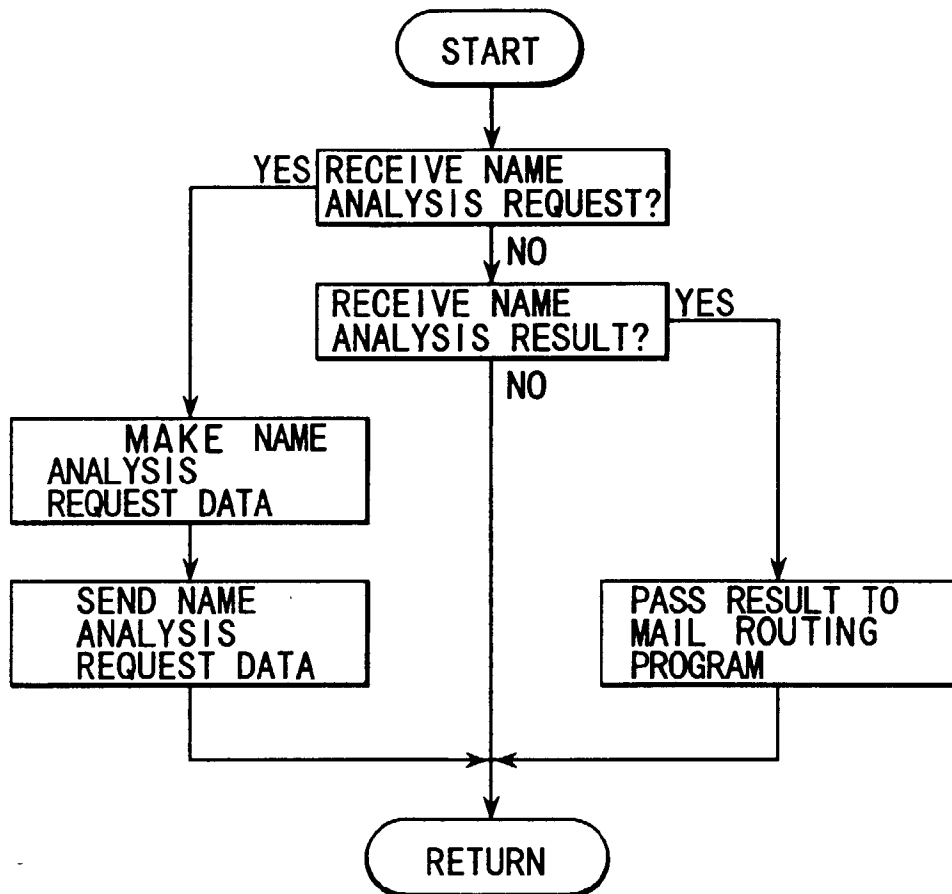 START
YES
RECEIVE NAME
ANALYSIS REQUEST?
NO
RECEIVE NAME
ANALYSIS RESULT?
YES
NO
MAKE NAME
ANALYSIS
REQUEST DATA
SEND NAME
ANALYSIS
REQUEST DATA
PASS RESULT TO
MAIL ROUTING
PROGRAM
RETURN